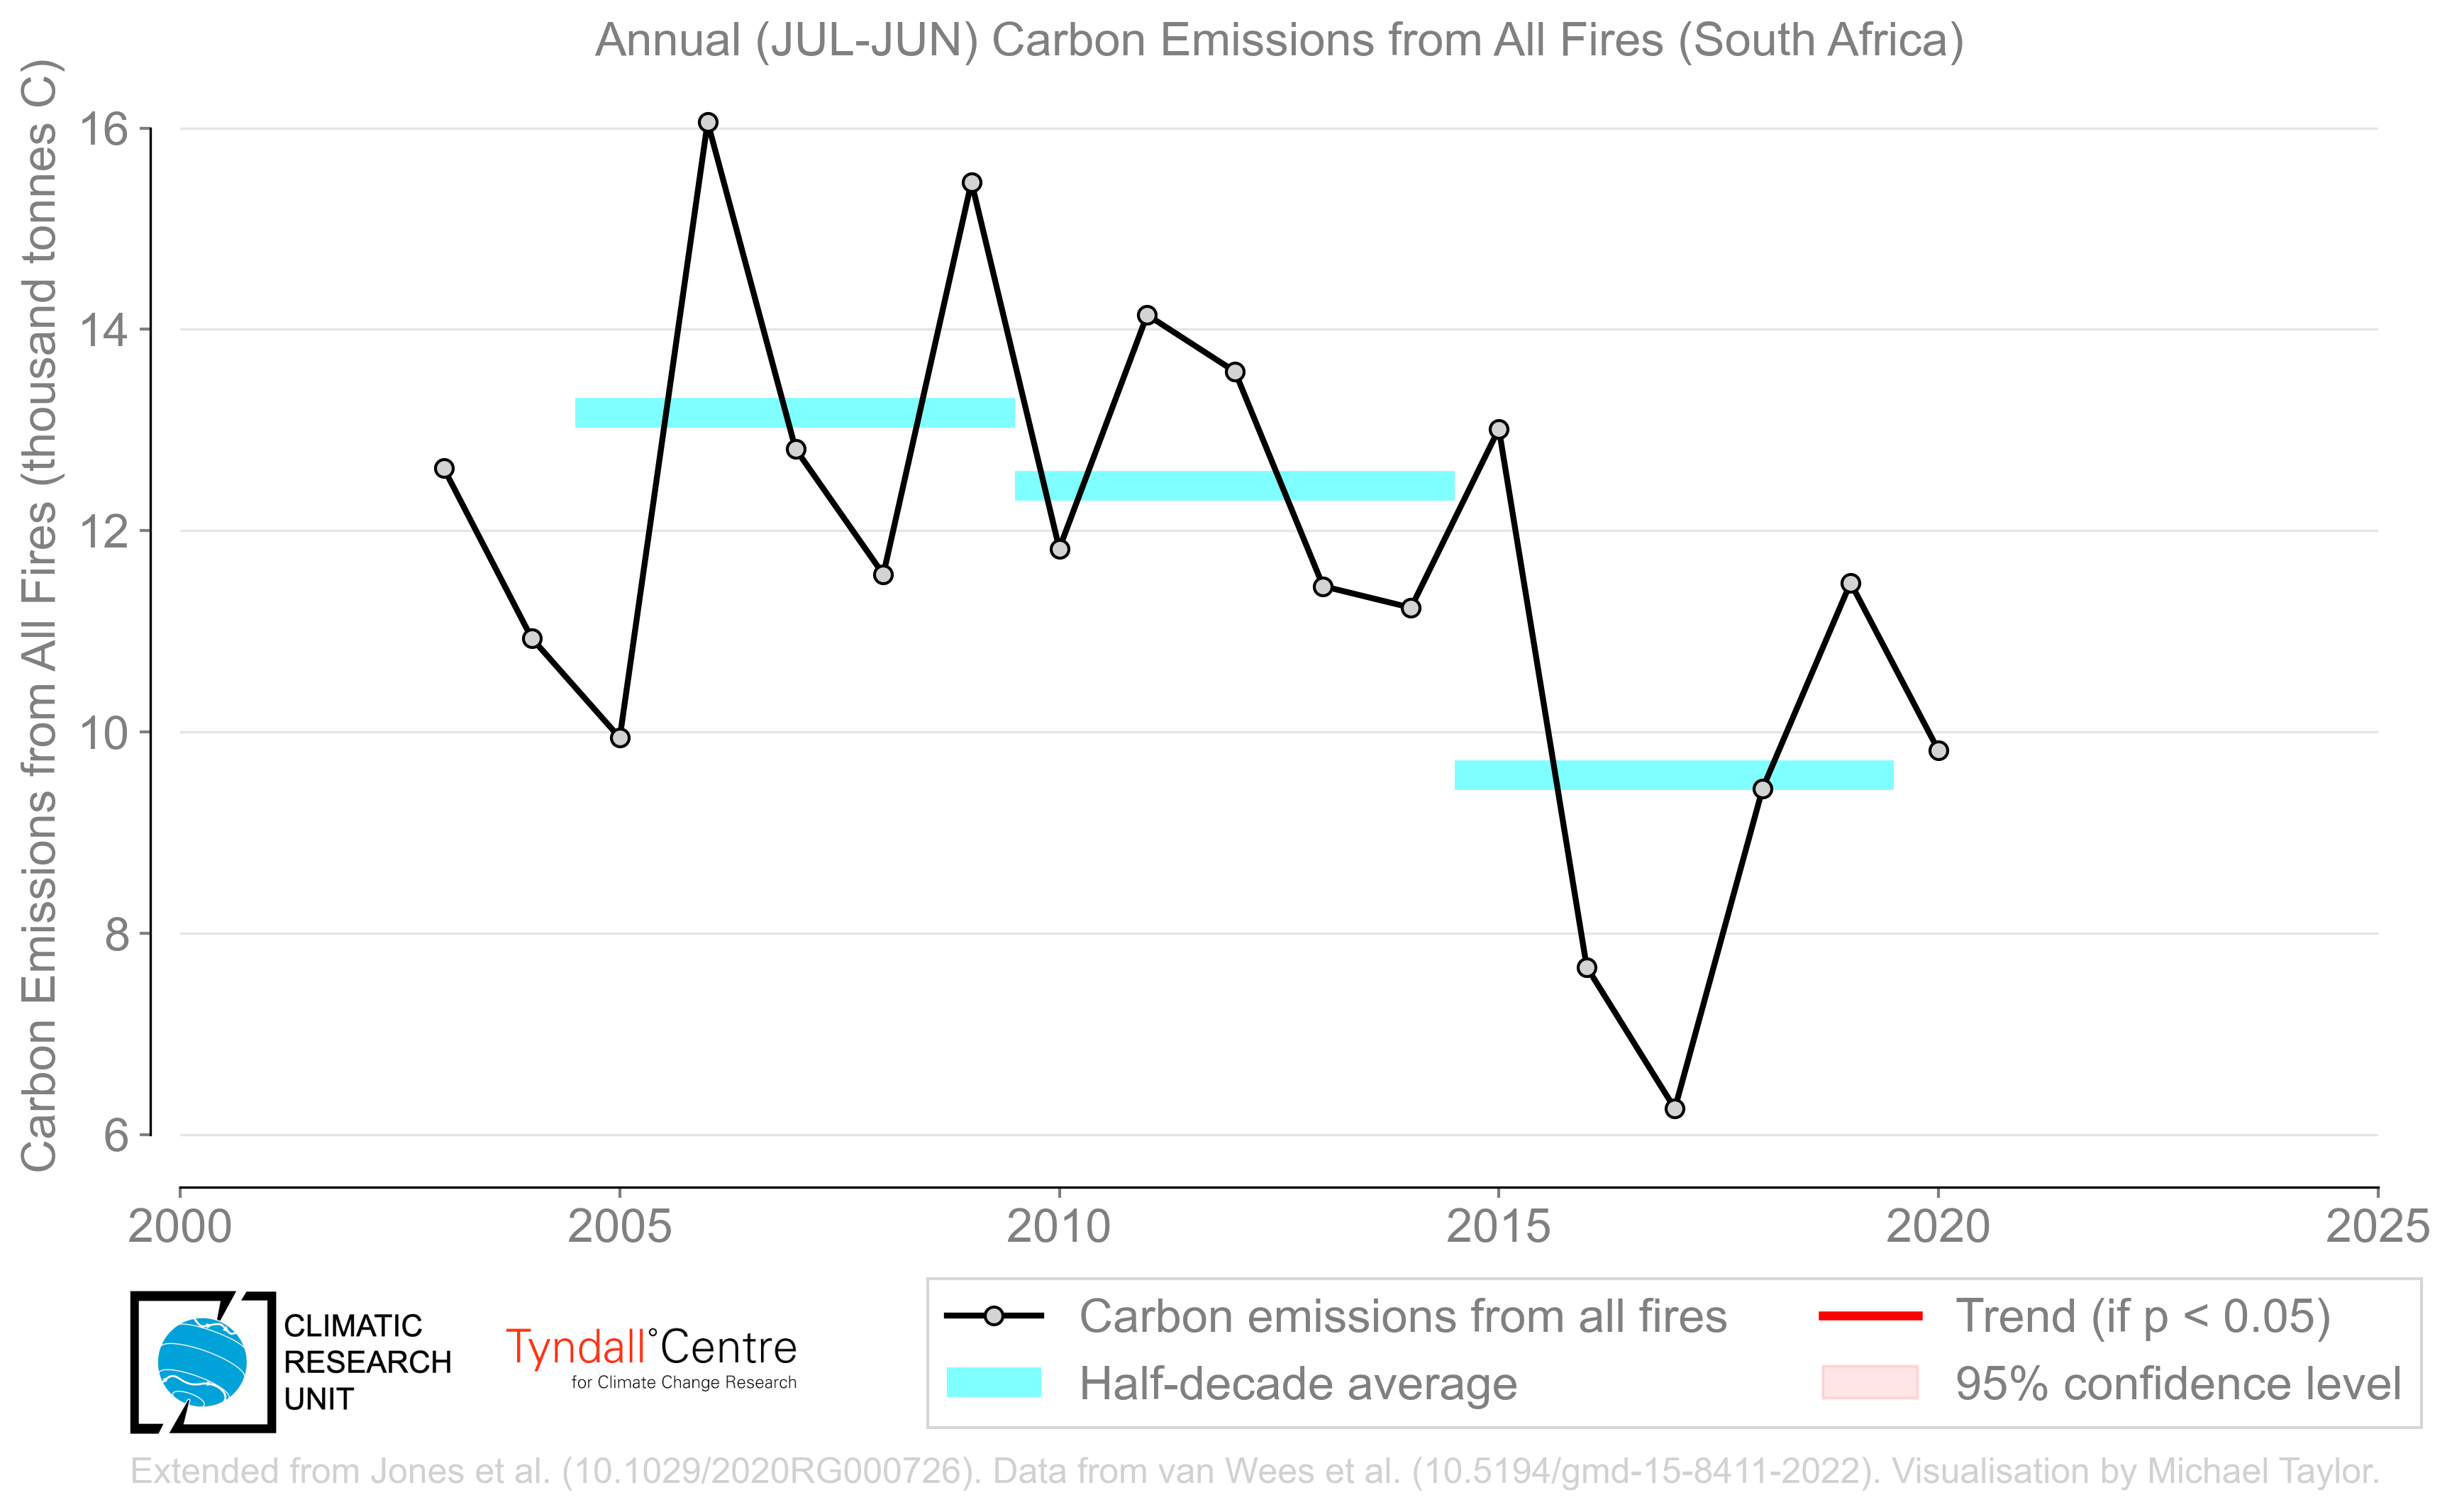 Annual (JUL-JUN) Carbon Emissions from All Fires (South Africa)
Carbon Emissions from All Fires (thousand tonnes C)
16
14
12
10
8
6
2000 2005 2010 2015 2020 2025
CLIMATIC
RESEARCH
UNIT
Tyndall°Centre
for Climate Change Research
Carbon emissions from all fires
Half-decade average
Trend (if p < 0.05)
95% confidence level
Extended from Jones et al. (10.1029/2020RG000726). Data from van Wees et al. (10.5194/gmd-15-8411-2022). Visualisation by Michael Taylor.